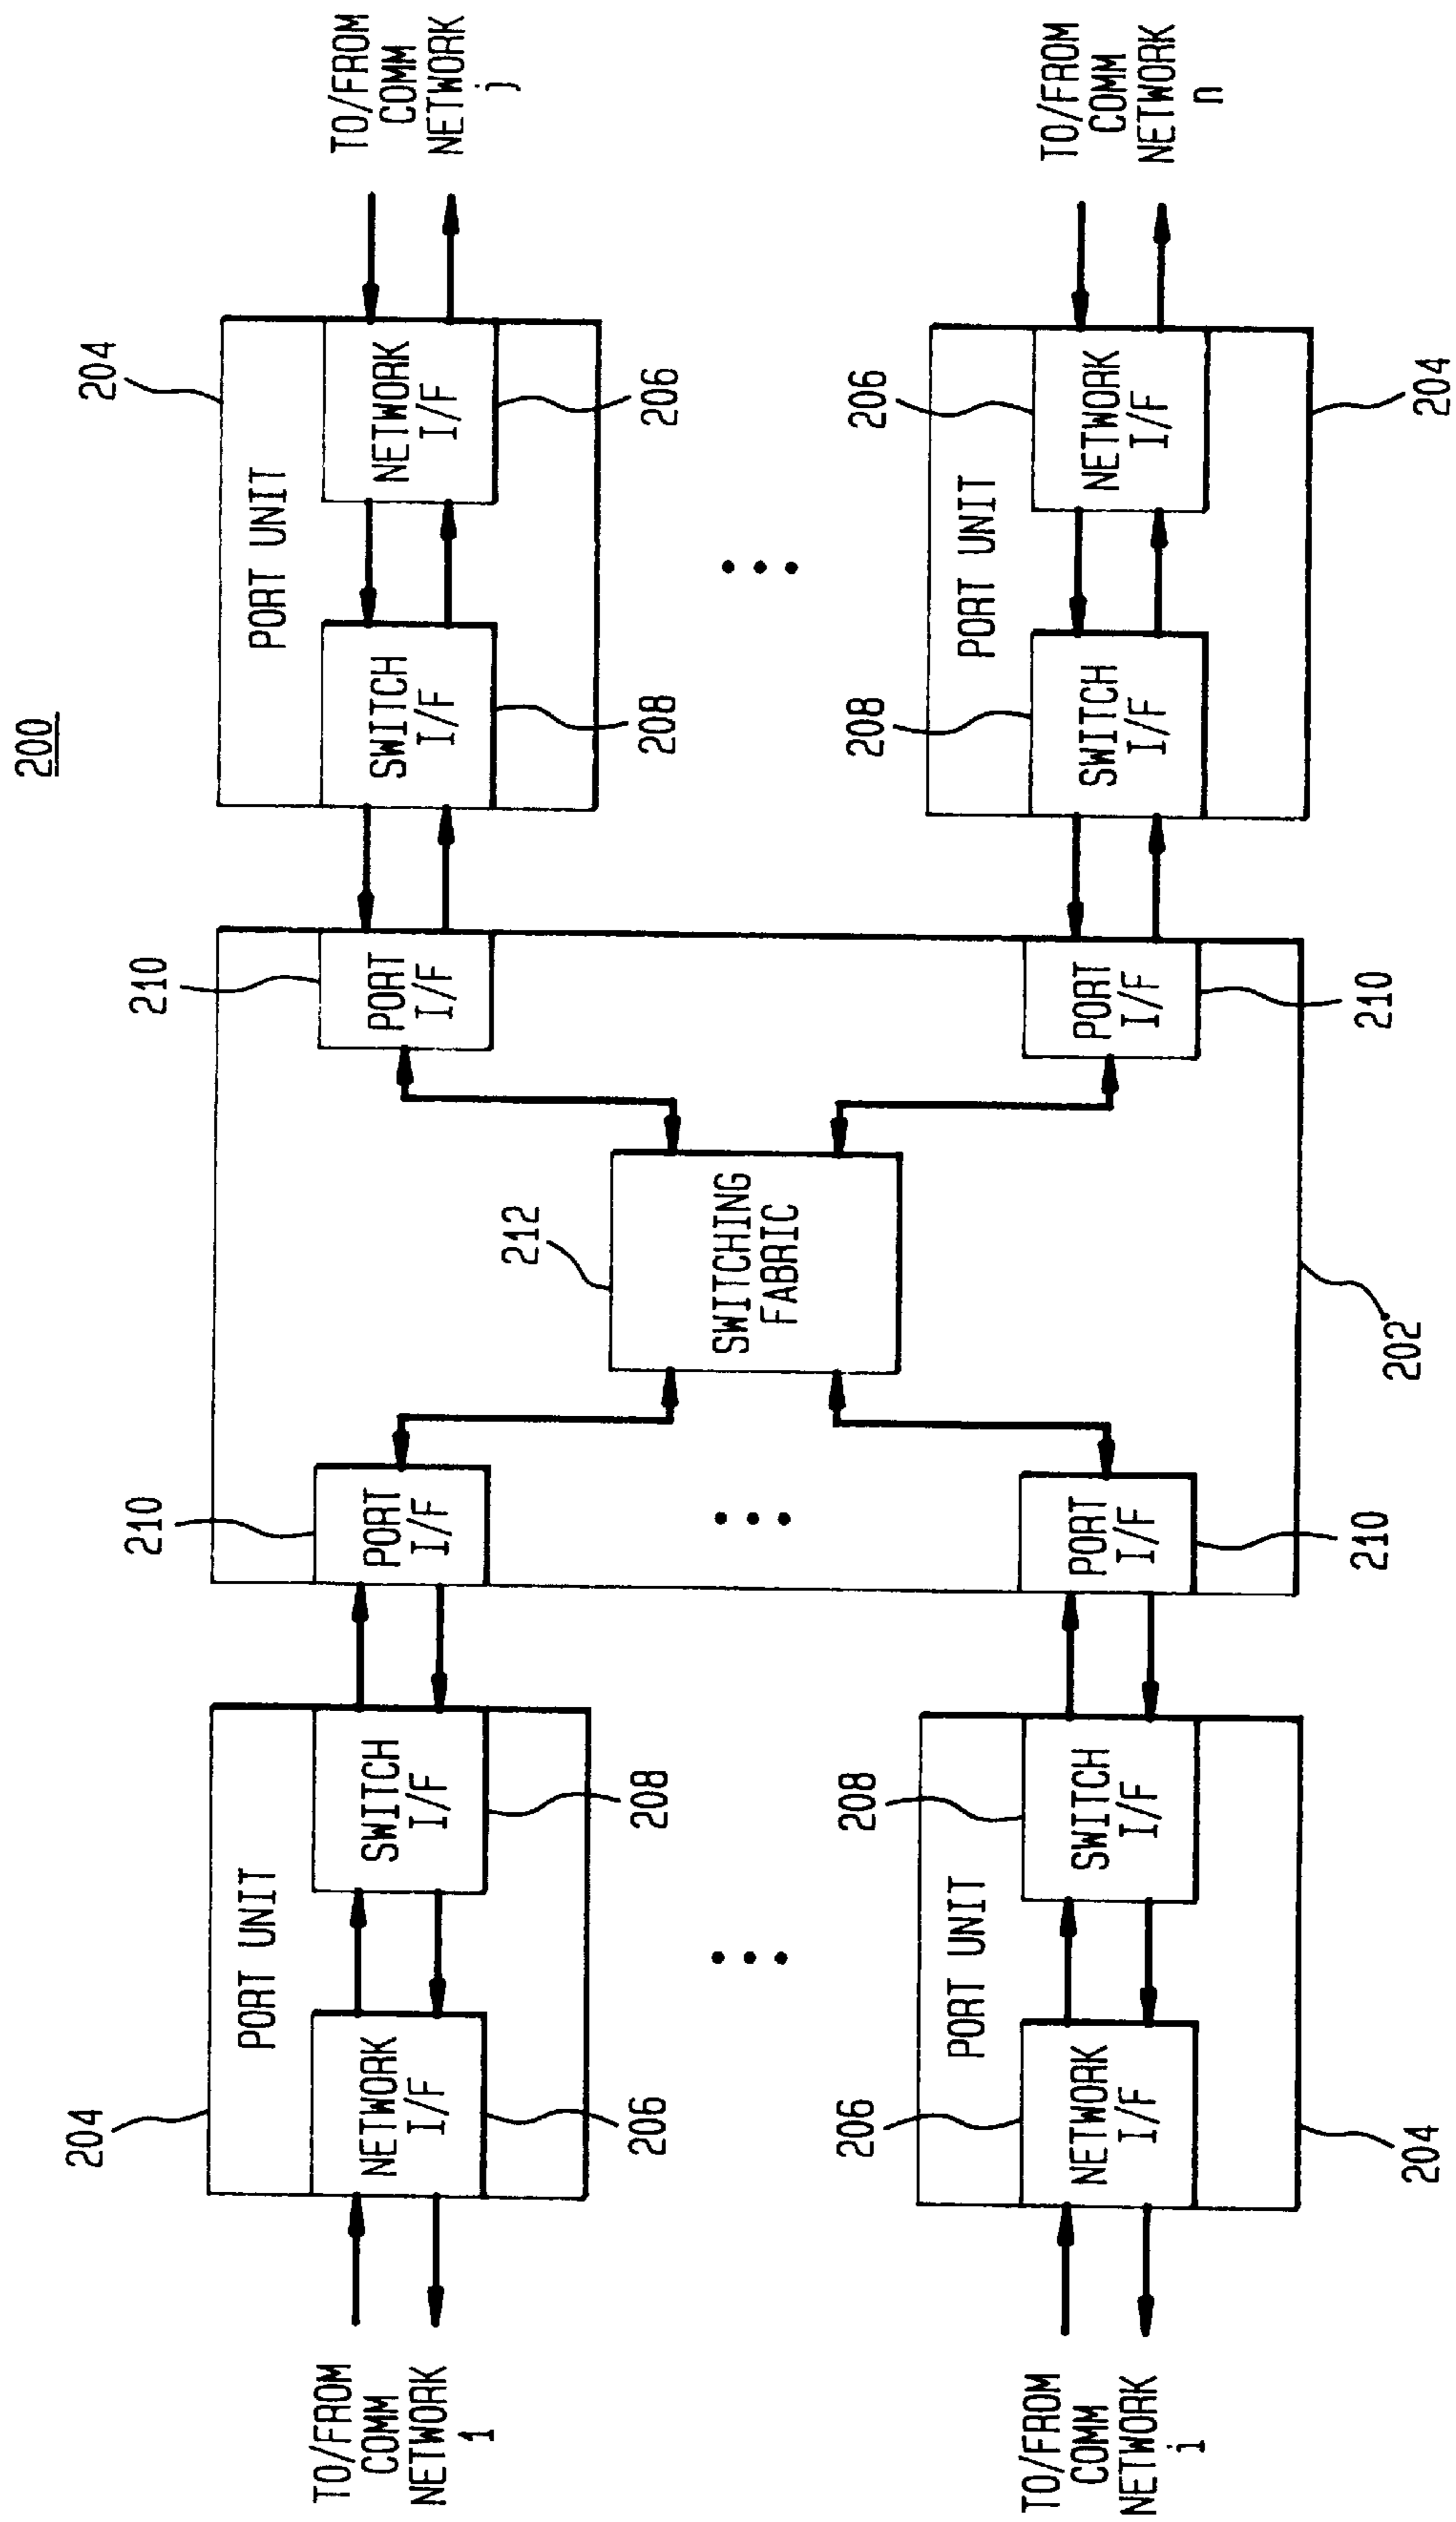 200
204
PORT UNIT
TO/FROM
COMM
NETWORK
1
NETWORK
I/F
206
SWITCH
I/F
208
210
PORT
I/F
212
SWITCHING
FABRIC
210
PORT
I/F
204
PORT UNIT
SWITCH
I/F
208
NETWORK
I/F
206
TO/FROM
COMM
NETWORK
j
206
208
PORT UNIT
TO/FROM
COMM
NETWORK
i
NETWORK
I/F
SWITCH
I/F
204
PORT
I/F
210
202
PORT
I/F
210
208
206
PORT UNIT
SWITCH
I/F
NETWORK
I/F
204
TO/FROM
COMM
NETWORK
n